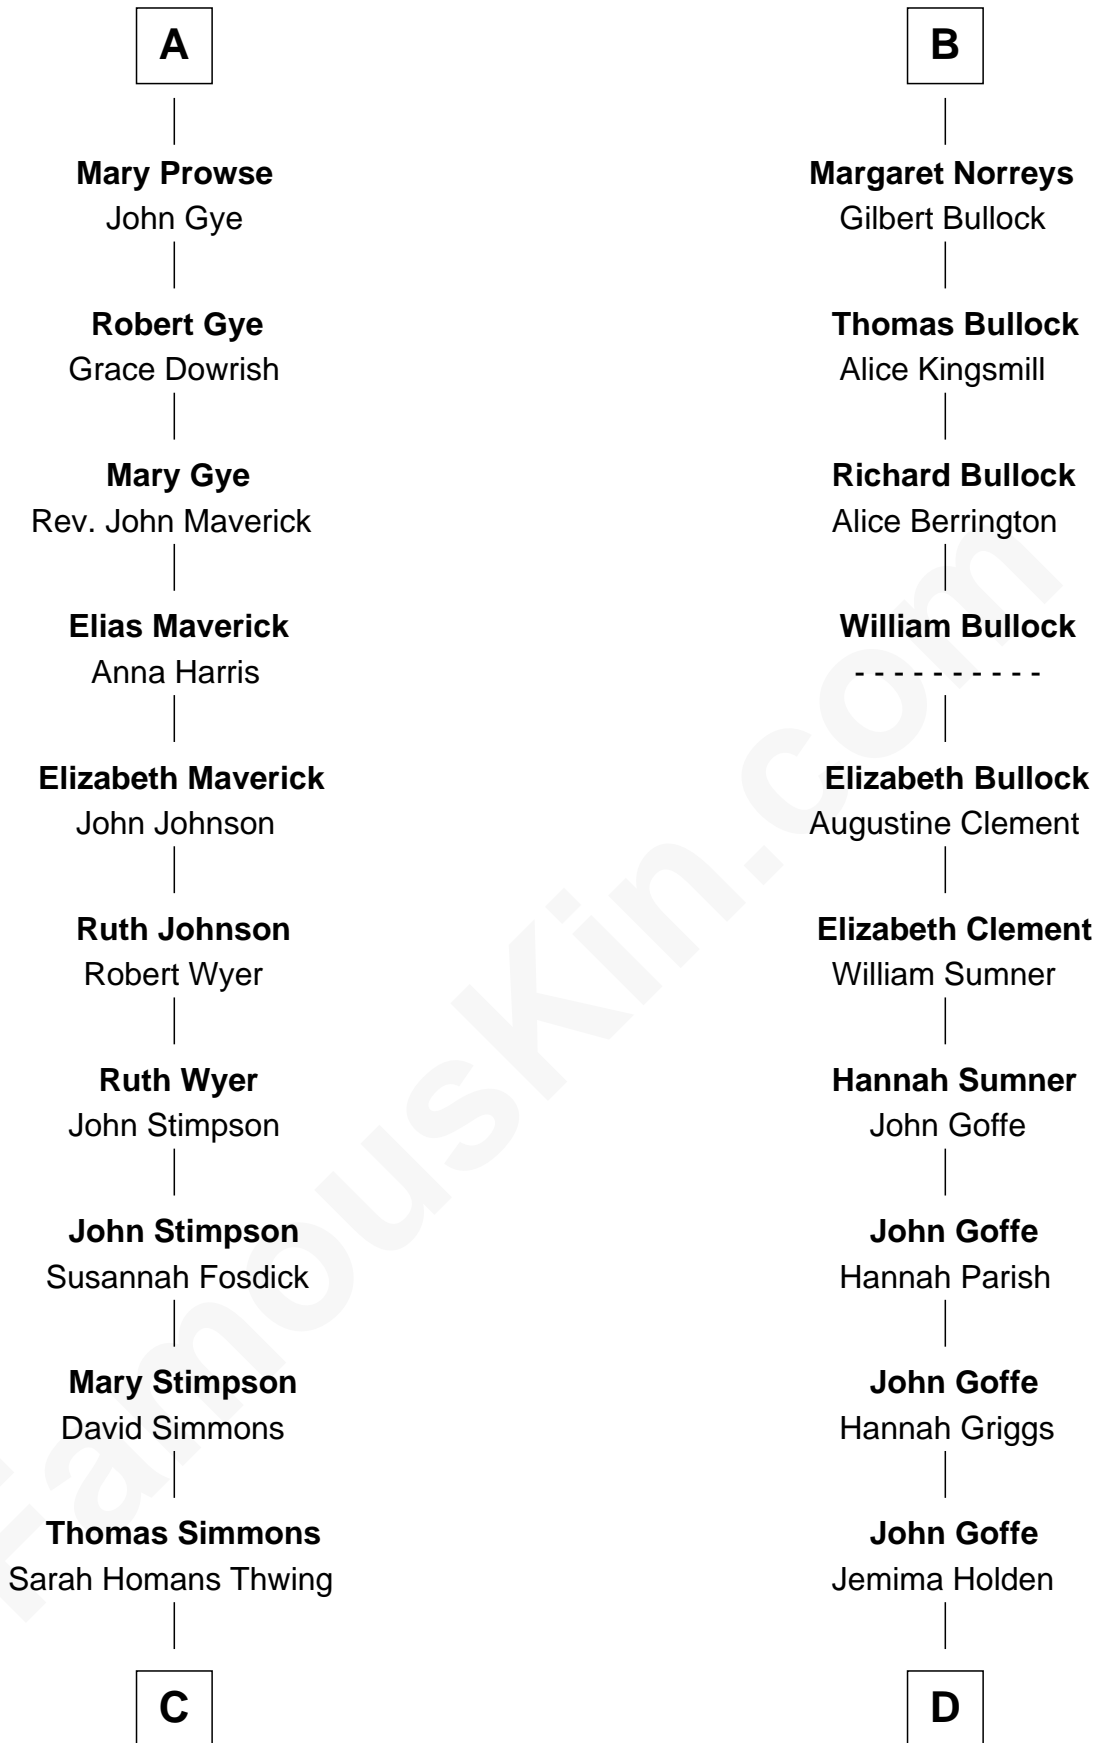 A
Mary Prowse
John Gye
Robert Gye
Grace Dowrish
Mary Gye
Rev. John Maverick
Elias Maverick
Anna Harris
Elizabeth Maverick
John Johnson
Ruth Johnson
Robert Wyer
Ruth Wyer
John Stimpson
John Stimpson
Susannah Fosdick
Mary Stimpson
David Simmons
Thomas Simmons
Sarah Homans Thwing
C
B
Margaret Norreys
Gilbert Bullock
Thomas Bullock
Alice Kingsmill
Richard Bullock
Alice Berrington
William Bullock
- - - - - - - - - -
Elizabeth Bullock
Augustine Clement
Elizabeth Clement
William Sumner
Hannah Sumner
John Goffe
John Goffe
Hannah Parish
John Goffe
Hannah Griggs
John Goffe
Jemima Holden
D
FamousKin.com